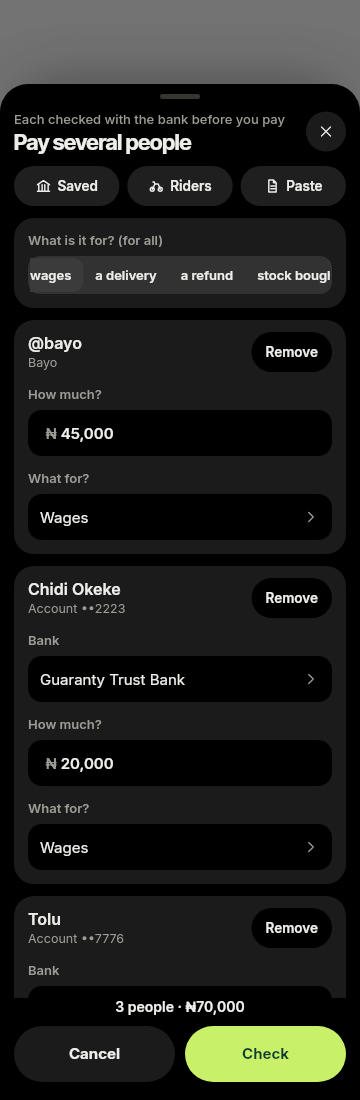 Each checked with the bank before you pay
Pay several people
Saved
Riders
Paste
What is it for? (for all)
wages a delivery a refund stock bougl
@bayo
Bayo
Remove
How much?
₦ 45,000
What for?
Wages
Chidi Okeke
Account ••2223
Remove
Bank
Guaranty Trust Bank
How much?
₦ 20,000
What for?
Wages
Tolu
Account ••7776
Remove
Bank
3 people · ₦70,000
Cancel
Check